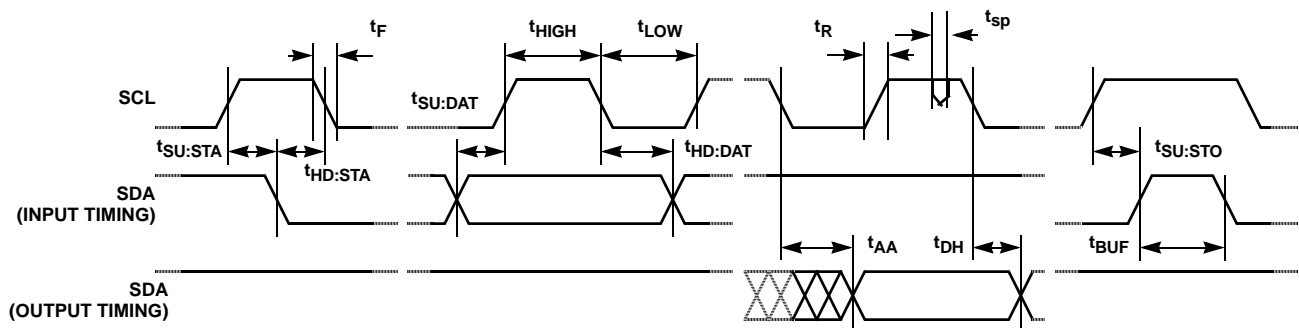 tF
tHIGH
tLOW
tR
tsp
SCL
tSU:DAT
tSU:STA
tHD:STA
tHD:DAT
tSU:STO
SDA
(INPUT TIMING)
tAA
tDH
tBUF
SDA
(OUTPUT TIMING)